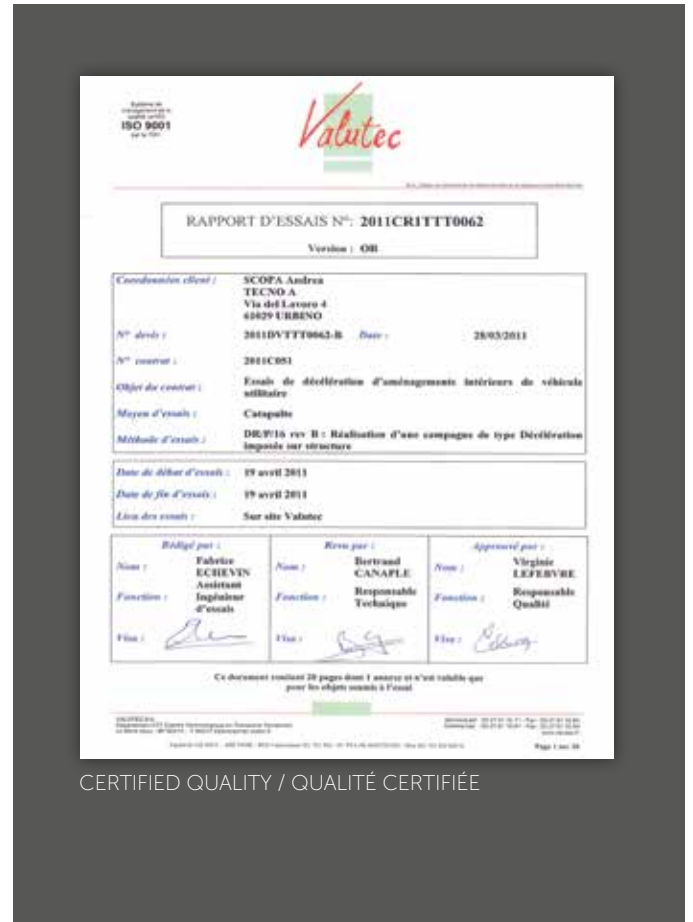 ISO 9001
Valutec
RAPPORT D'ESSAIS N°: 2011CR1TTT0062
Version : OR
Coordonnées client : SCOPA Andrea
TECNO A
Via del Lavoro 4
61029 URBINO
N° devis : 2011DVTTT0062-B Date : 28/03/2011
N° contrat : 2011C051
Objet du contrat : Essais de décélération d'aménagements intérieurs de véhicule
utilitaire
Moyen d'essais : Catapulte
Méthode d'essais : DR/P/16 rev B : Réalisation d'une campagne de type Décélération
imposée sur structure
Date de début d'essais : 19 avril 2011
Date de fin d'essais : 19 avril 2011
Lieu des essais : Sur site Valutec
Rédigé par : Revu par : Approuvé par :
Nom : Fabrice ECHEVIN Nom : Bertrand CANAPLE Nom : Virginie LEFEBVRE
Fonction : Assistant Ingénieur d'essais Fonction : Responsable Technique Fonction : Responsable Qualité
Visa : Visa : Visa :
Ce document contient 20 pages dont 1 annexe et n'est valable que
pour les objets soumis à l'essai
Page 1 sur 20
CERTIFIED QUALITY / QUALITÉ CERTIFIÉE